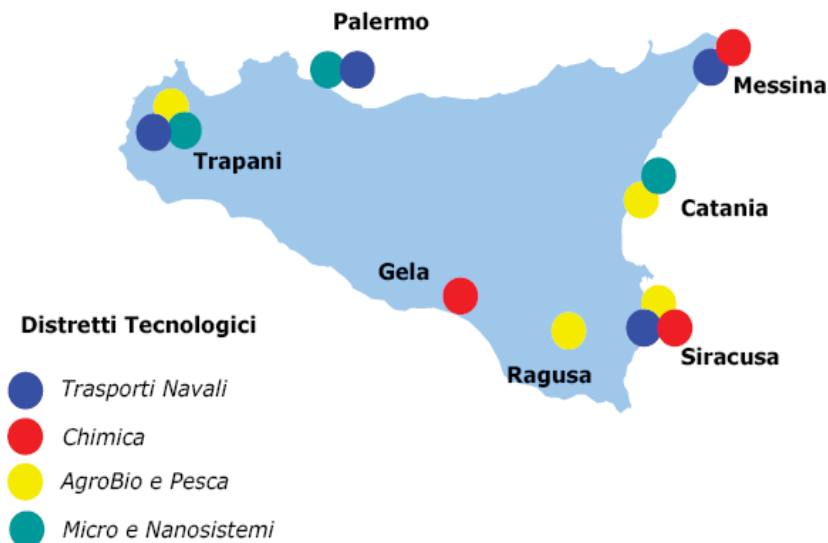 Palermo
Messina
Trapani
Catania
Gela
Distretti Tecnologici
Siracusa
Ragusa
Trasporti Navali
Chimica
AgroBio e Pesca
Micro e Nanosistemi